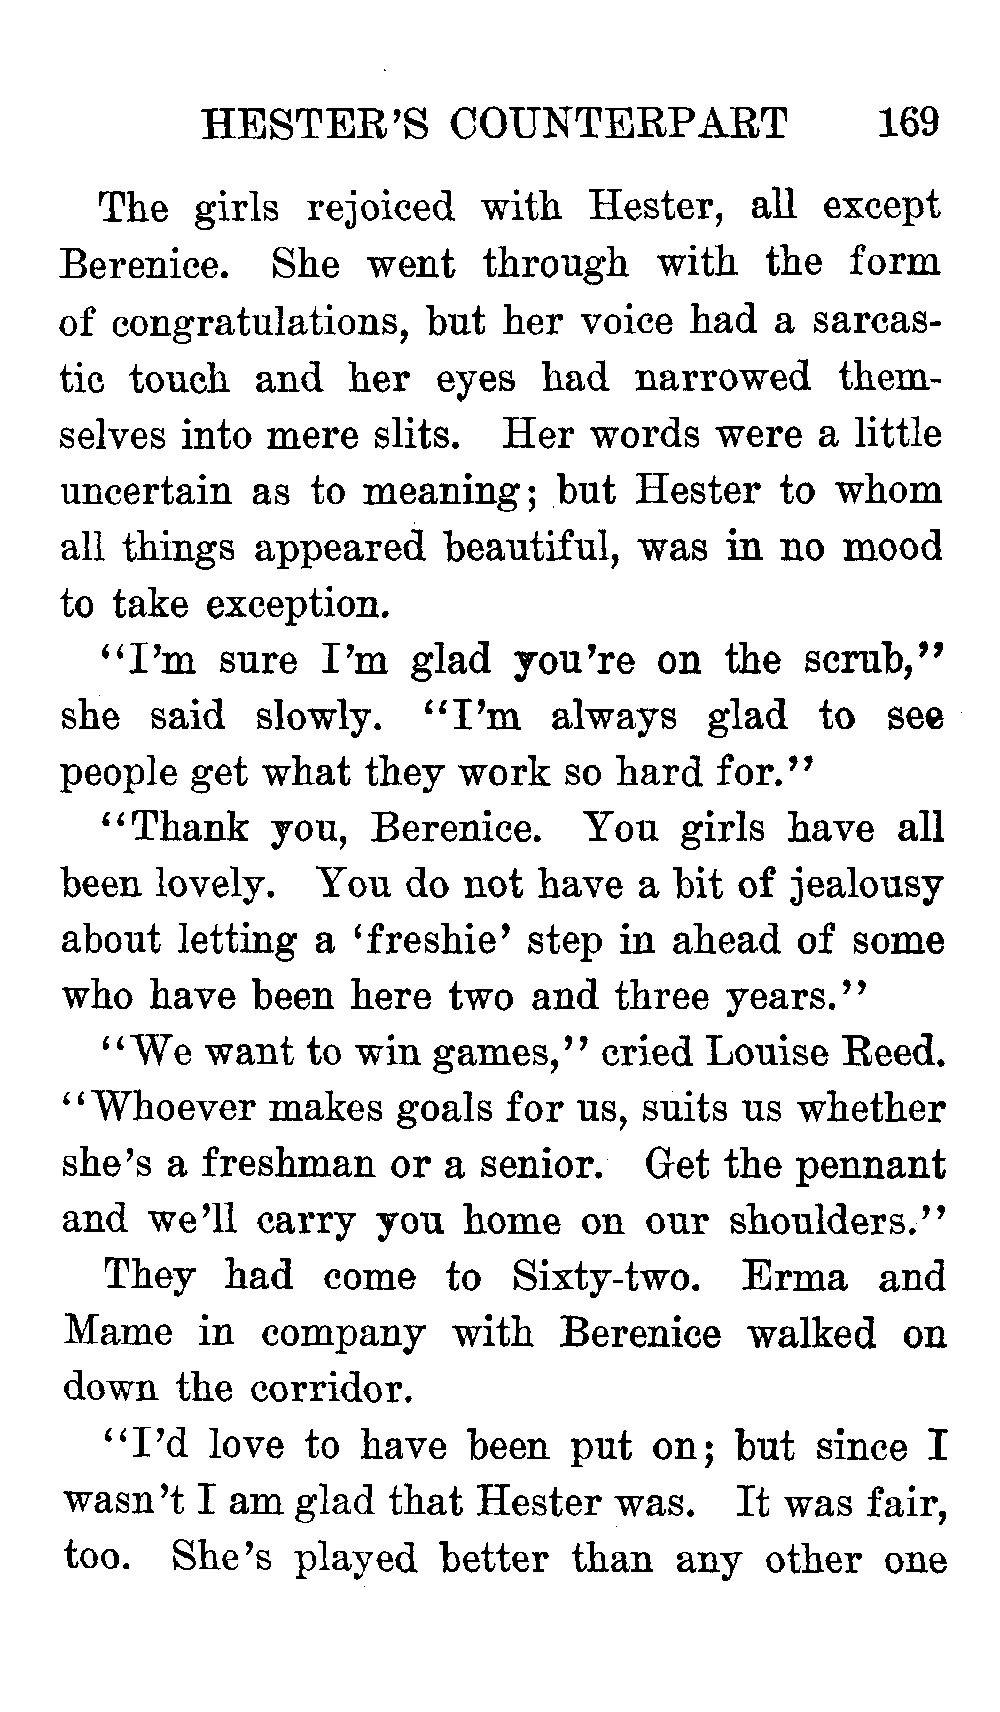 HESTER'S COUNTERPART 169
The girls rejoiced with Hester, all except
Berenice. She went through with the form
of congratulations, but her voice had a sarcas-
tic touch and her eyes had narrowed them-
selves into mere slits. Her words were a little
uncertain as to meaning; but Hester to whom
all things appeared beautiful, was in no mood
to take exception.
"I'm sure I'm glad you're on the scrub,"
she said slowly. "I'm always glad to see
people get what they work so hard for."
"Thank you, Berenice. You girls have all
been lovely. You do not have a bit of jealousy
about letting a 'freshie' step in ahead of some
who have been here two and three years."
"We want to win games," cried Louise Reed.
"Whoever makes goals for us, suits us whether
she's a freshman or a senior. Get the pennant
and we'll carry you home on our shoulders."
They had come to Sixty-two. Erma and
Mame in company with Berenice walked on
down the corridor.
"I'd love to have been put on; but since I
wasn't I am glad that Hester was. It was fair,
too. She's played better than any other one